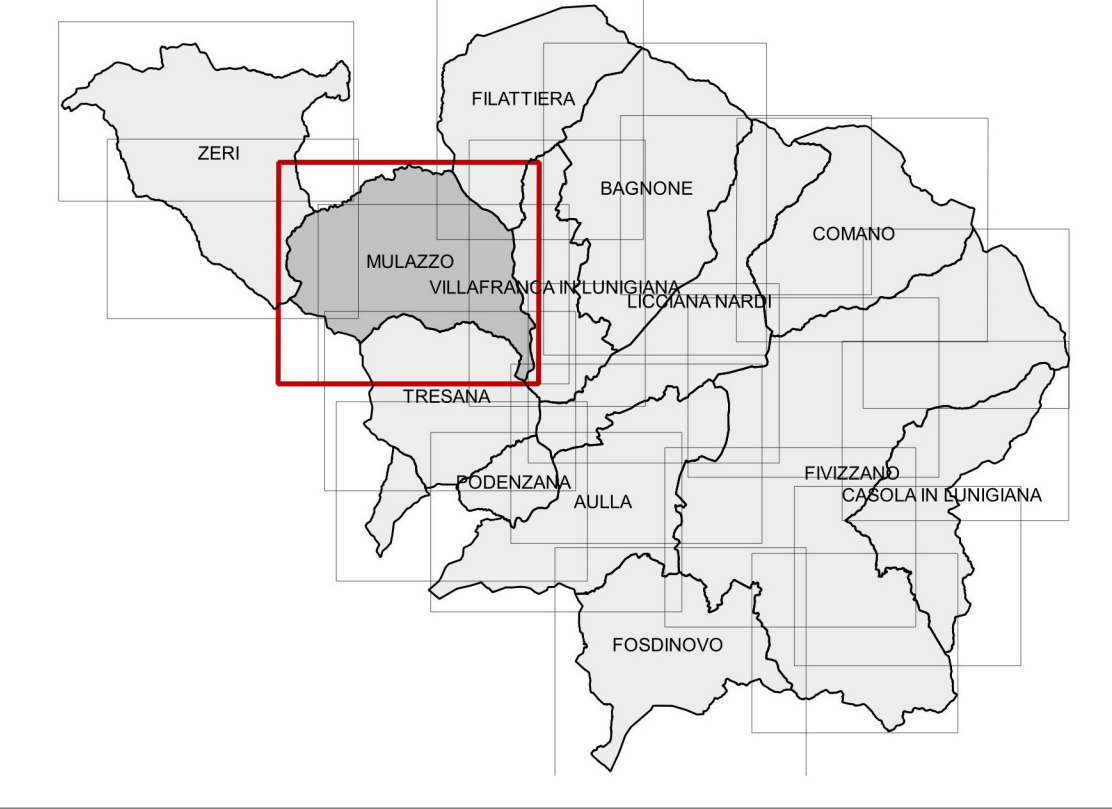 FILATTIERA
ZERI
BAGNONE
COMANO
MULAZZO
VILLAFRANCA IN LUNIGIANA
LICCIANA NARDI
TRESANA
FIVIZZANO
PODENZANA
CASOLA IN LUNIGIANA
AULLA
FOSDINOVO